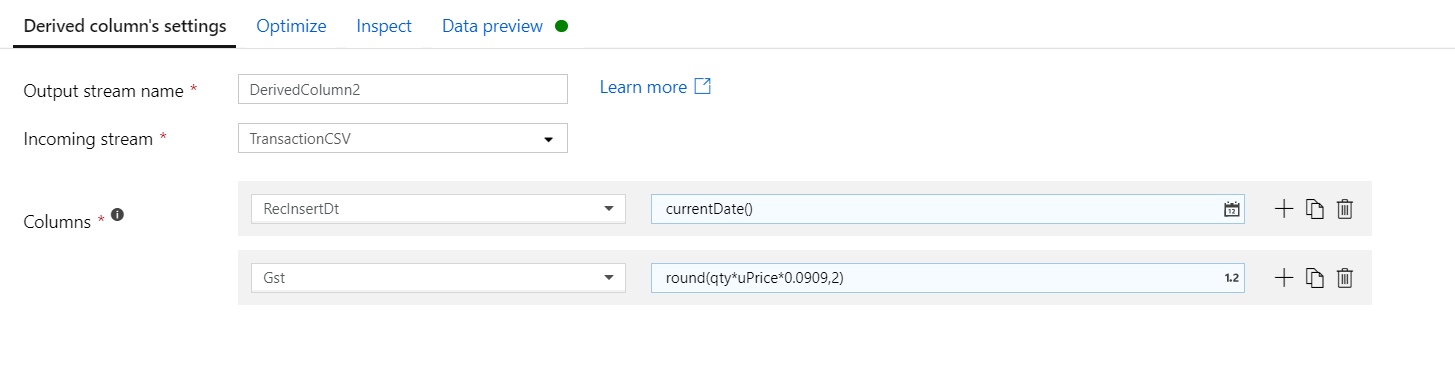 Derived column's settings Optimize Inspect Data preview
Output stream name * DerivedColumn2 Learn more
Incoming stream * TransactionCSV
Columns * RecInsertDt currentDate() 12
Gst round(qty*uPrice*0.0909,2) 1.2